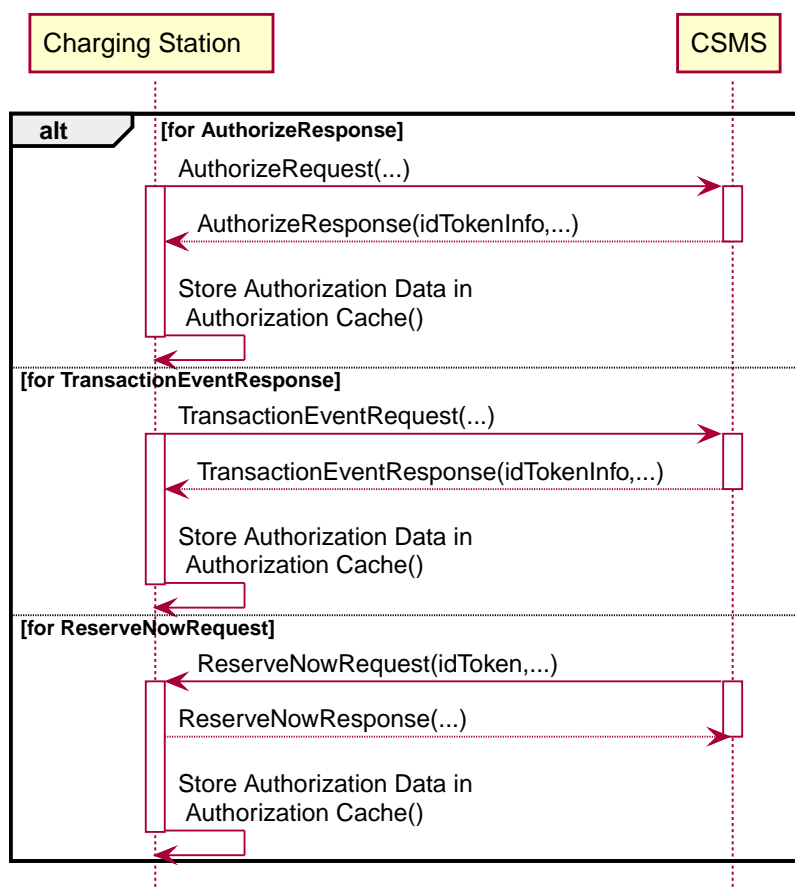 Charging Station
CSMS
alt
[for AuthorizeResponse]
AuthorizeRequest(...)
AuthorizeResponse(idTokenInfo,...)
Store Authorization Data in
Authorization Cache()
[for TransactionEventResponse]
TransactionEventRequest(...)
TransactionEventResponse(idTokenInfo,...)
Store Authorization Data in
Authorization Cache()
[for ReserveNowRequest]
ReserveNowRequest(idToken,...)
ReserveNowResponse(...)
Store Authorization Data in
Authorization Cache()